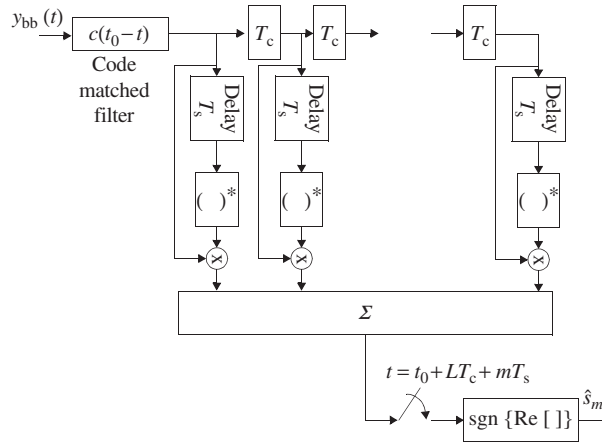 y_bb (t)
c(t_0 – t)
T_c
T_c
T_c
Code
matched
filter
Delay
T_s
Delay
T_s
Delay
T_s
( )*
( )*
( )*
x
x
x
Σ
t = t_0 + LT_c + mT_s
sgn {Re [ ]}
ŝ_m